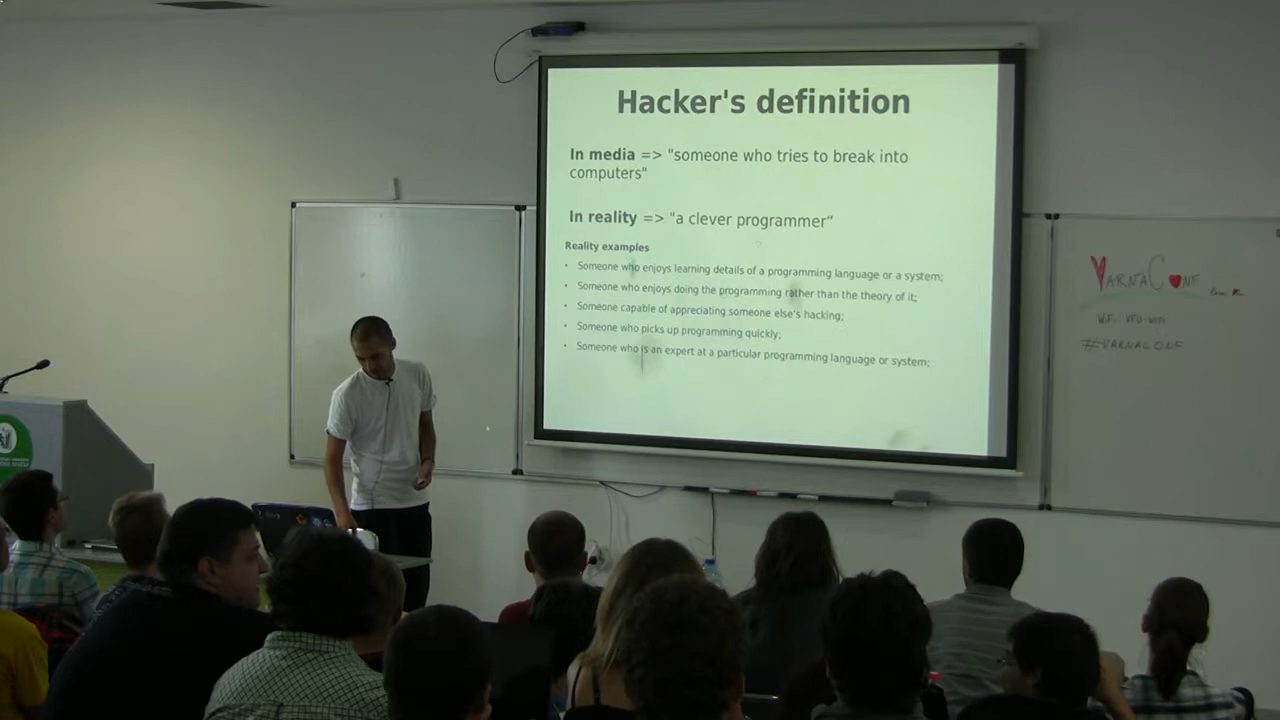 Hacker's definition
In media => "someone who tries to break into
computers"
In reality => "a clever programmer“
Reality examples
• Someone who enjoys learning details of a programming language or a system;
• Someone who enjoys doing the programming rather than the theory of it;
• Someone capable of appreciating someone else's hacking;
• Someone who picks up programming quickly;
• Someone who is an expert at a particular programming language or system;
VARNAC NF
#VARNACONF